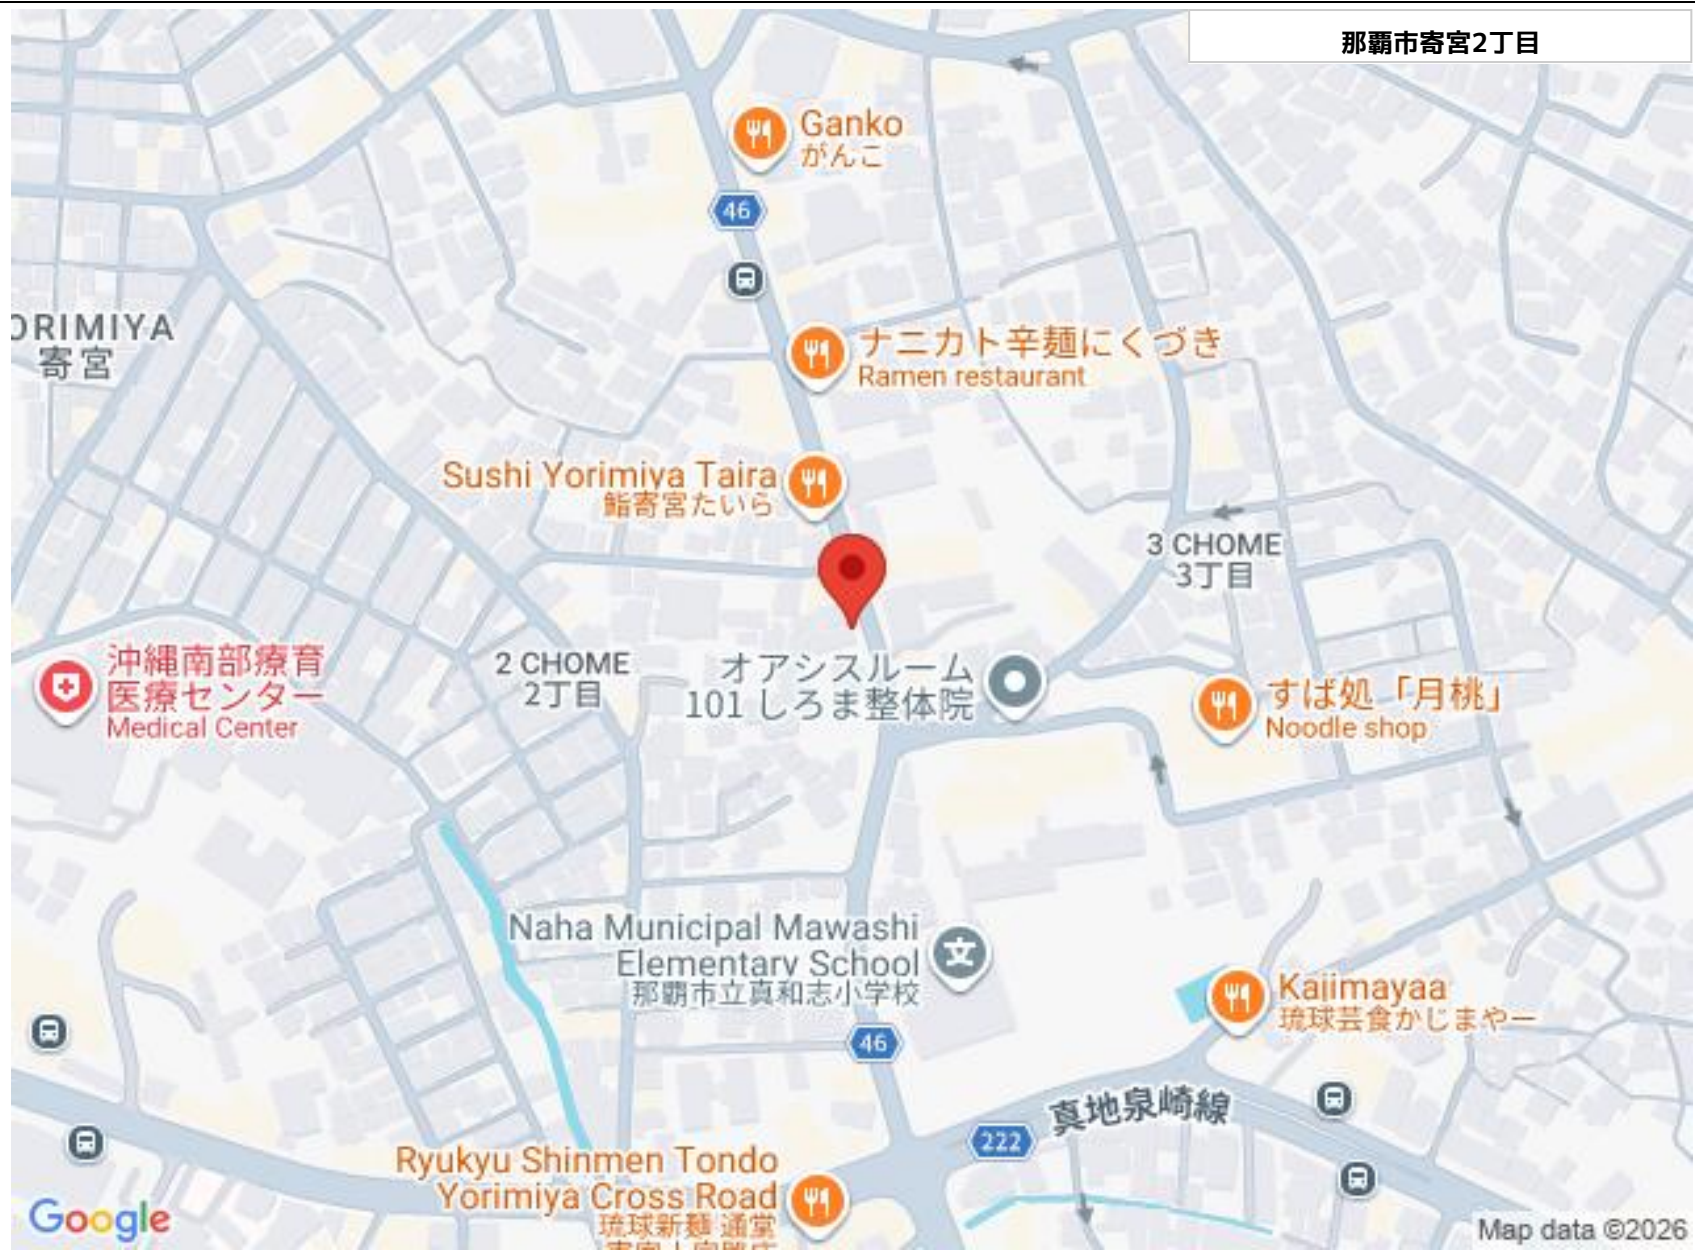 那覇市寄宮2丁目
Ganko
がんこ
46
ORIMIYA
寄宮
ナニカト辛麺にくづき
Ramen restaurant
Sushi Yorimiya Taira
鮨寄宮たいら
3 CHOME
3丁目
沖縄南部療育
医療センター
Medical Center
2 CHOME
2丁目
オアシスルーム
101 しろま整体院
すば処「月桃」
Noodle shop
Naha Municipal Mawashi
Elementary School
那覇市立真和志小学校
文
Kajimayaa
琉球芸食かじまやー
46
真地泉崎線
222
Ryukyu Shinmen Tondo
Yorimiya Cross Road
琉球新麺 通堂
Google
Map data ©2026